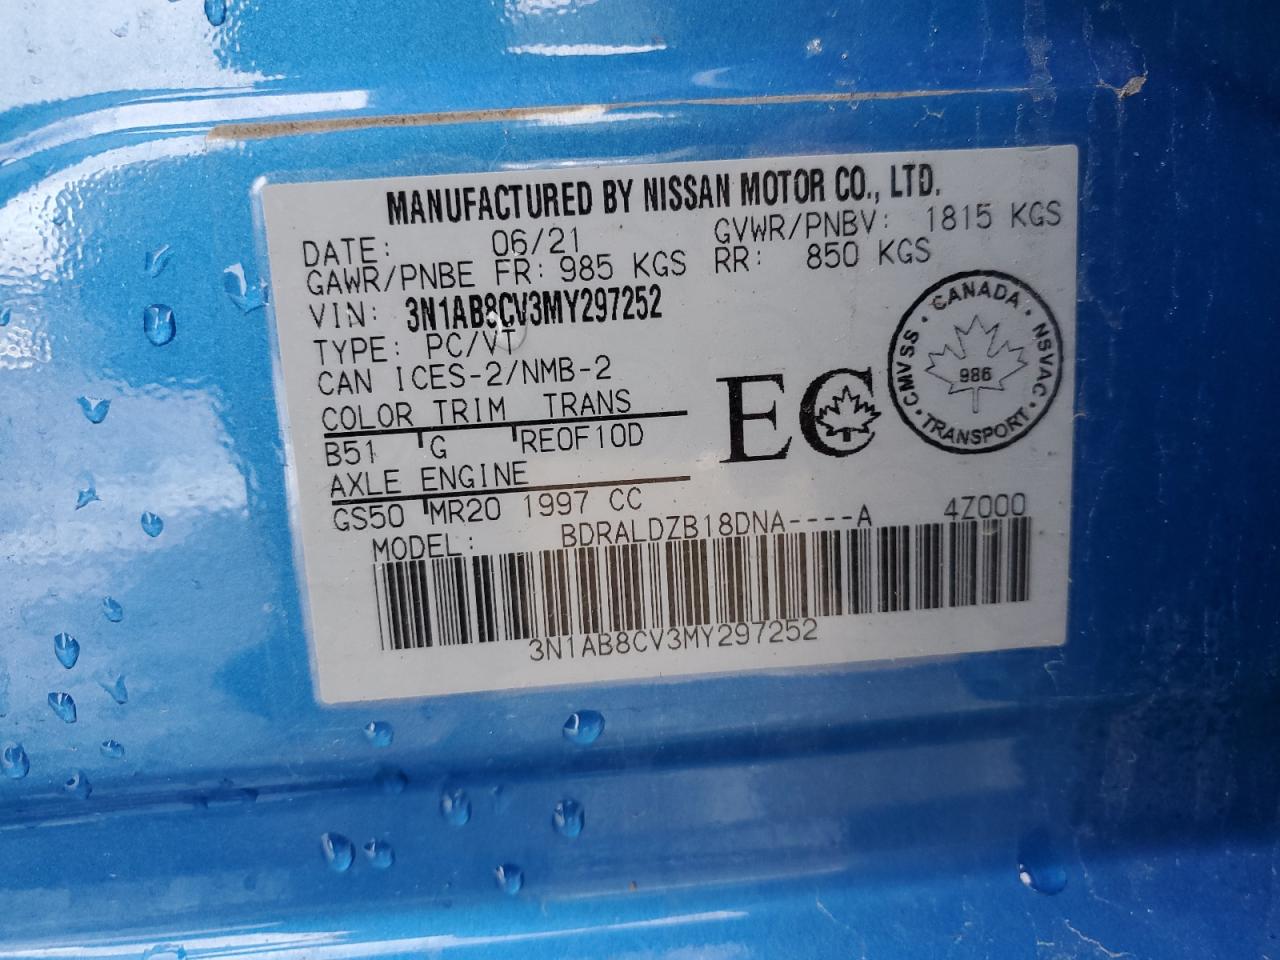 MANUFACTURED BY NISSAN MOTOR CO., LTD.
DATE: 06/21 GVWR/PNBV: 1815 KGS
GAWR/PNBE FR: 985 KGS RR: 850 KGS
VIN: 3N1AB8CV3MY297252
TYPE: PC/VT
CAN ICES-2/NMB-2
COLOR TRIM TRANS
B51 G RE0F10D
AXLE ENGINE
GS50 MR20 1997 CC
MODEL: BDRALDZB18DNA----A 4Z000
3N1AB8CV3MY297252
EC
CANADA · NSVAC · TRANSPORT · CMVSS ·
986